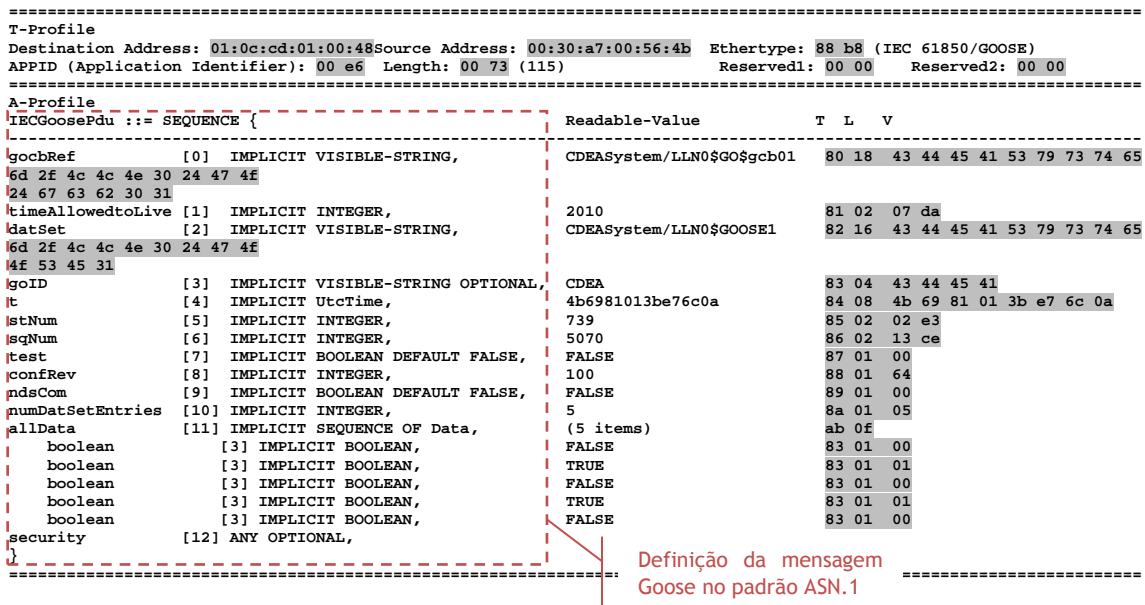 T-Profile
Destination Address: 01:0c:cd:01:00:48Source Address: 00:30:a7:00:56:4b Ethertype: 88 b8 (IEC 61850/GOOSE)
APPID (Application Identifier): 00 e6 Length: 00 73 (115) Reserved1: 00 00 Reserved2: 00 00
A-Profile
IECGoosePdu ::= SEQUENCE { Readable-Value T L V
gocbRef [0] IMPLICIT VISIBLE-STRING, CDEASystem/LLN0$GO$gcb01 80 18 43 44 45 41 53 79 73 74 65
6d 2f 4c 4c 4e 30 24 47 4f
24 67 63 62 30 31
timeAllowedtoLive [1] IMPLICIT INTEGER, 2010 81 02 07 da
datSet [2] IMPLICIT VISIBLE-STRING, CDEASystem/LLN0$GOOSE1 82 16 43 44 45 41 53 79 73 74 65
6d 2f 4c 4c 4e 30 24 47 4f
4f 53 45 31
goID [3] IMPLICIT VISIBLE-STRING OPTIONAL, CDEA 83 04 43 44 45 41
t [4] IMPLICIT UtcTime, 4b6981013be76c0a 84 08 4b 69 81 01 3b e7 6c 0a
stNum [5] IMPLICIT INTEGER, 739 85 02 02 e3
sqNum [6] IMPLICIT INTEGER, 5070 86 02 13 ce
test [7] IMPLICIT BOOLEAN DEFAULT FALSE, FALSE 87 01 00
confRev [8] IMPLICIT INTEGER, 100 88 01 64
ndsCom [9] IMPLICIT BOOLEAN DEFAULT FALSE, FALSE 89 01 00
numDatSetEntries [10] IMPLICIT INTEGER, 5 8a 01 05
allData [11] IMPLICIT SEQUENCE OF Data, (5 items) ab 0f
boolean [3] IMPLICIT BOOLEAN, FALSE 83 01 00
boolean [3] IMPLICIT BOOLEAN, TRUE 83 01 01
boolean [3] IMPLICIT BOOLEAN, FALSE 83 01 00
boolean [3] IMPLICIT BOOLEAN, TRUE 83 01 01
boolean [3] IMPLICIT BOOLEAN, FALSE 83 01 00
security [12] ANY OPTIONAL,
}
Definição da mensagem
Goose no padrão ASN.1